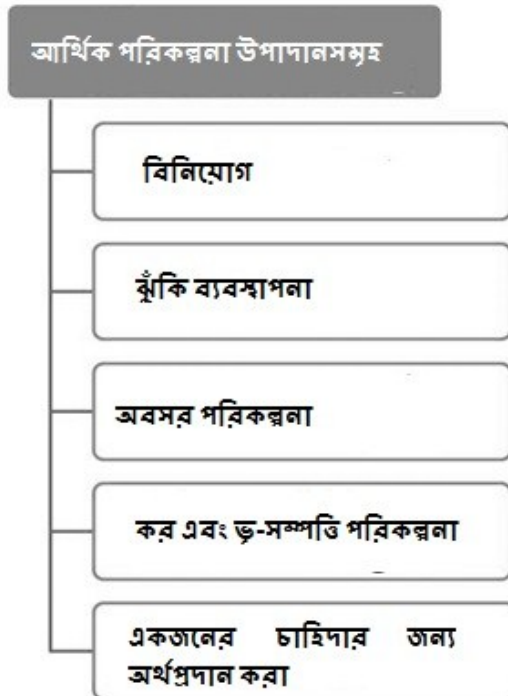 আর্থিক পরিকল্পনা উপাদানসমূহ
বিনিয়োগ
ঝুঁকি ব্যবস্থাপনা
অবসর পরিকল্পনা
কর এবং ভূ-সম্পত্তি পরিকল্পনা
একজনের চাহিদার জন্য
অর্থপ্রদান করা